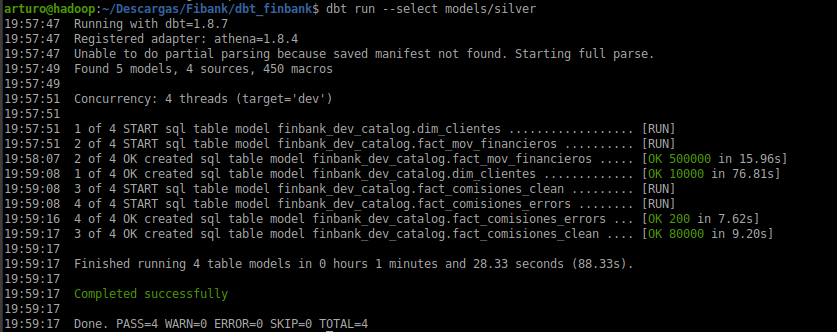 arturo@hadoop:~/Descargas/Fibank/dbt_finbank$ dbt run --select models/silver
19:57:47  Running with dbt=1.8.7
19:57:47  Registered adapter: athena=1.8.4
19:57:47  Unable to do partial parsing because saved manifest not found. Starting full parse.
19:57:49  Found 5 models, 4 sources, 450 macros
19:57:49
19:57:51  Concurrency: 4 threads (target='dev')
19:57:51
19:57:51  1 of 4 START sql table model finbank_dev_catalog.dim_clientes .................. [RUN]
19:57:51  2 of 4 START sql table model finbank_dev_catalog.fact_mov_financieros .......... [RUN]
19:58:07  2 of 4 OK created sql table model finbank_dev_catalog.fact_mov_financieros ..... [OK 500000 in 15.96s]
19:59:08  1 of 4 OK created sql table model finbank_dev_catalog.dim_clientes ............. [OK 10000 in 76.81s]
19:59:08  3 of 4 START sql table model finbank_dev_catalog.fact_comisiones_clean ......... [RUN]
19:59:08  4 of 4 START sql table model finbank_dev_catalog.fact_comisiones_errors ........ [RUN]
19:59:16  4 of 4 OK created sql table model finbank_dev_catalog.fact_comisiones_errors ... [OK 200 in 7.62s]
19:59:17  3 of 4 OK created sql table model finbank_dev_catalog.fact_comisiones_clean .... [OK 80000 in 9.20s]
19:59:17
19:59:17  Finished running 4 table models in 0 hours 1 minutes and 28.33 seconds (88.33s).
19:59:17
19:59:17  Completed successfully
19:59:17
19:59:17  Done. PASS=4 WARN=0 ERROR=0 SKIP=0 TOTAL=4